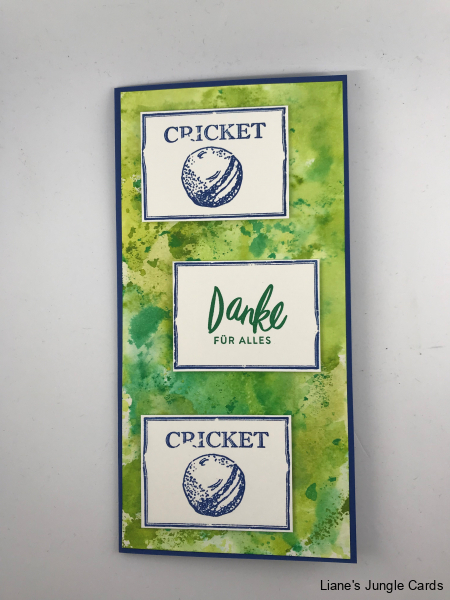 CRICKET
Danke
FÜR ALLES
CRICKET
Liane's Jungle Cards